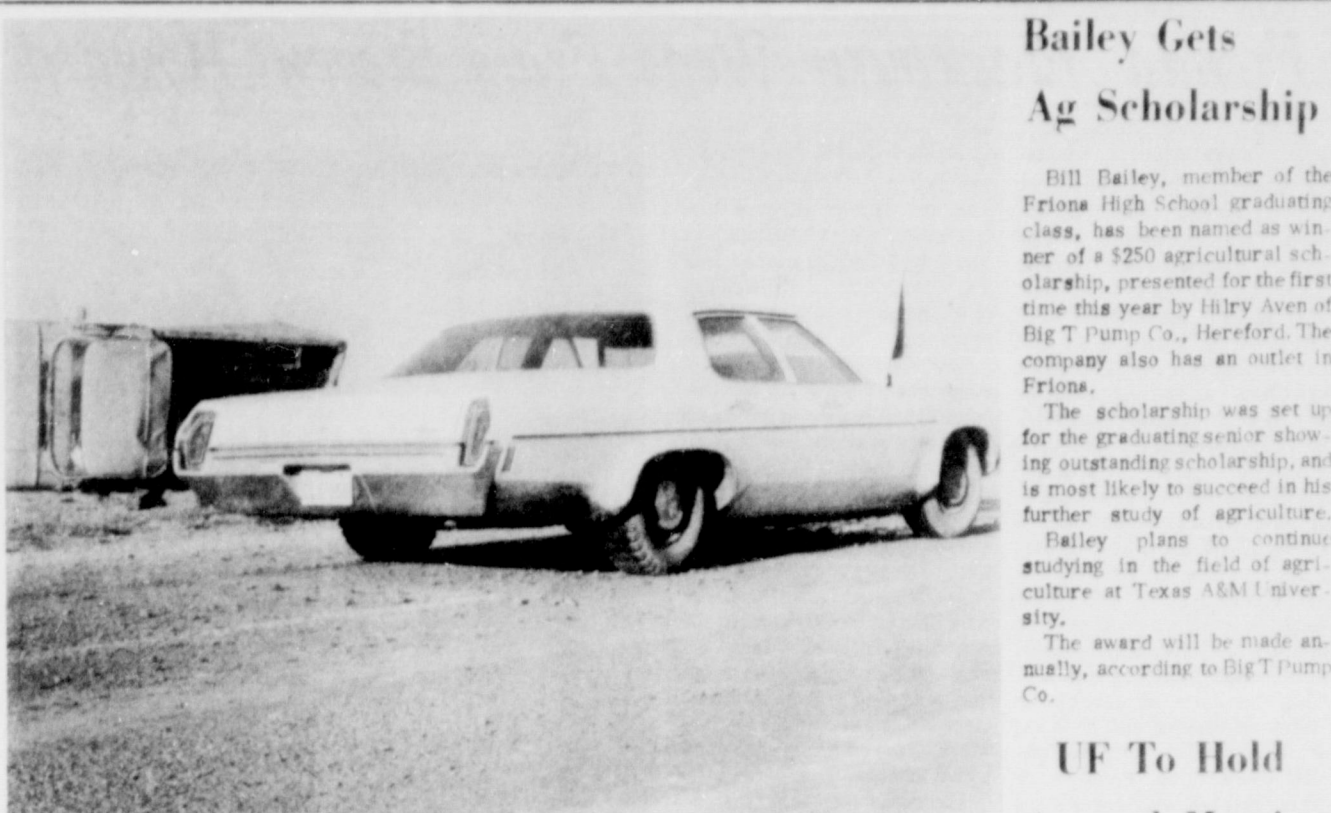 Bailey Gets
Ag Scholarship
Bill Bailey, member of the
Friona High School graduating
class, has been named as win-
ner of a $250 agricultural sch-
olarship, presented for the first
time this year by Hilry Aven of
Big T Pump Co., Hereford. The
company also has an outlet in
Friona.
The scholarship was set up
for the graduating senior show-
ing outstanding scholarship, and
is most likely to succeed in his
further study of agriculture.
Bailey plans to continue
studying in the field of agri-
culture at Texas A&M Univer-
sity.
The award will be made an-
nually, according to Big T Pump
Co.
UF To Hold